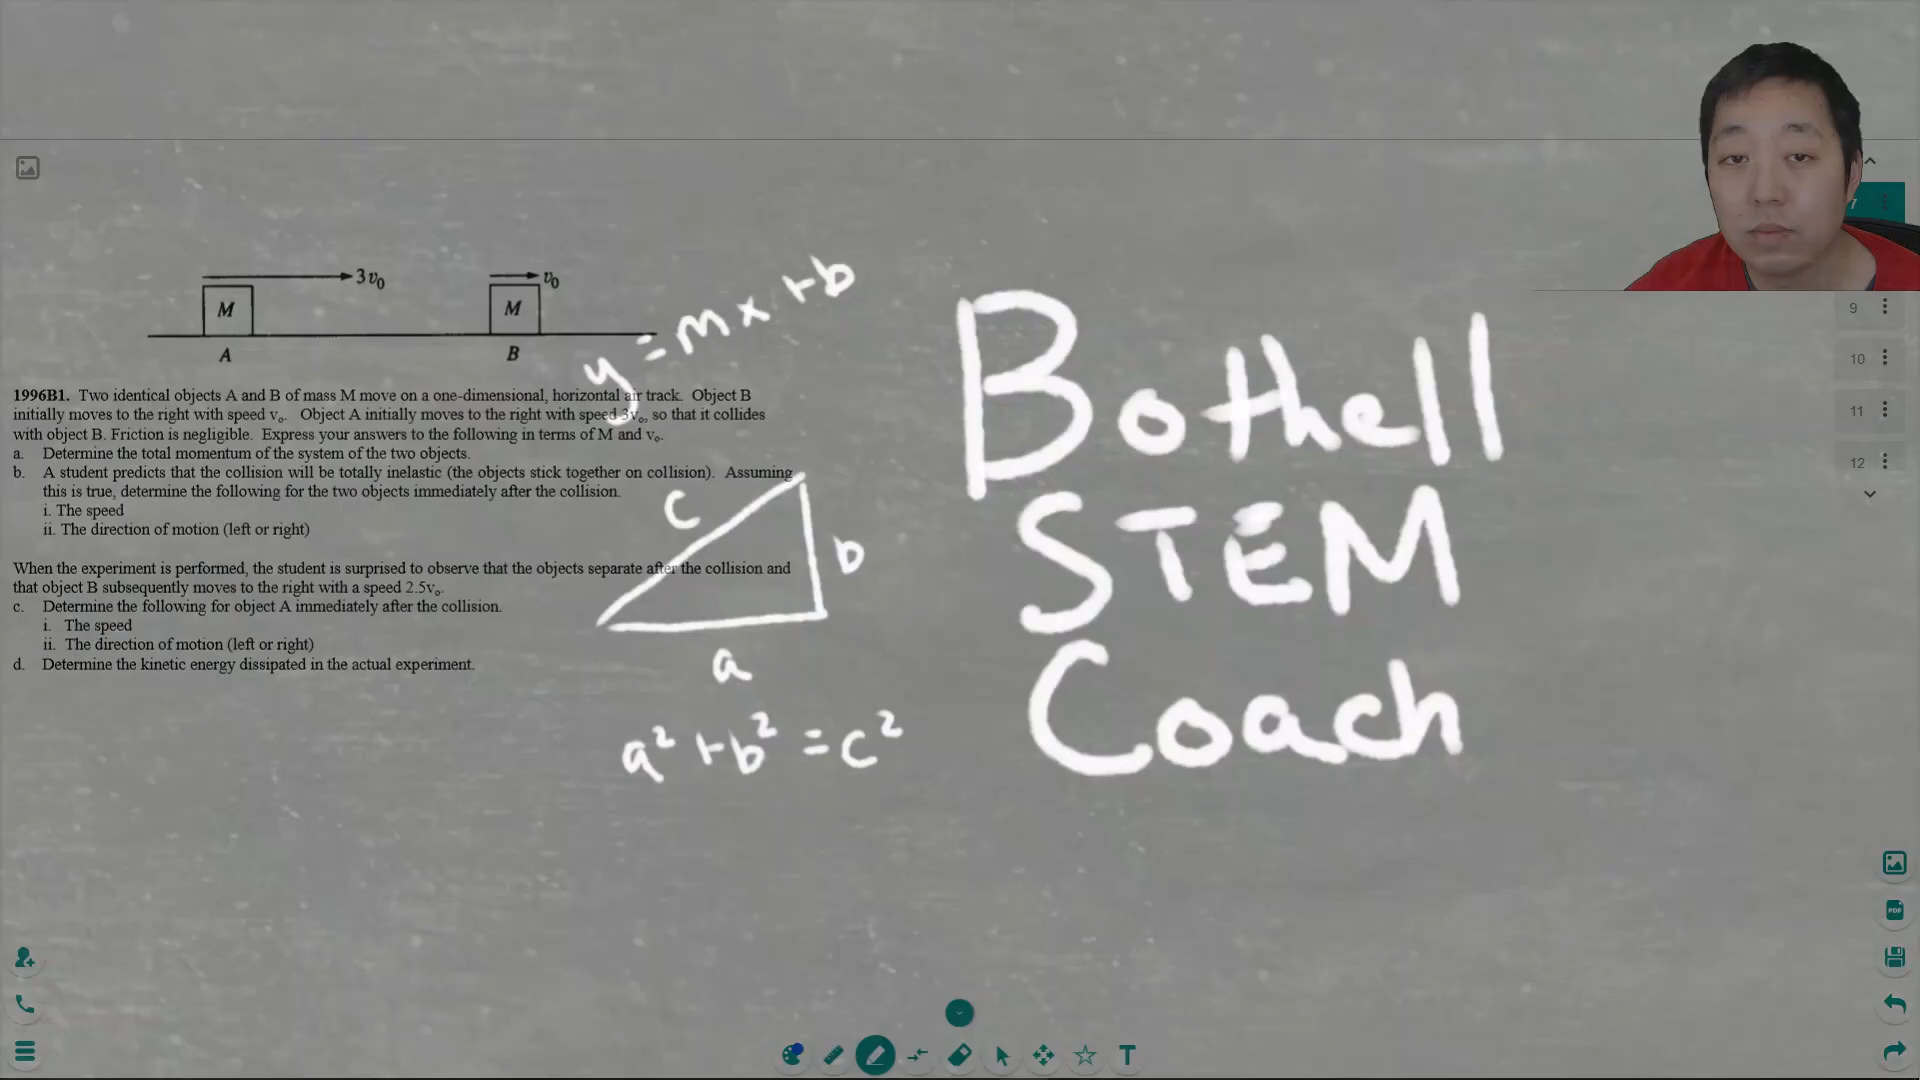 3v₀
v₀
M
M
A
B
1996B1. Two identical objects A and B of mass M move on a one-dimensional, horizontal air track. Object B
initially moves to the right with speed vₒ. Object A initially moves to the right with speed 3vₒ, so that it collides
with object B. Friction is negligible. Express your answers to the following in terms of M and vₒ.
a. Determine the total momentum of the system of the two objects.
b. A student predicts that the collision will be totally inelastic (the objects stick together on collision). Assuming
this is true, determine the following for the two objects immediately after the collision.
i. The speed
ii. The direction of motion (left or right)
When the experiment is performed, the student is surprised to observe that the objects separate after the collision and
that object B subsequently moves to the right with a speed 2.5vₒ.
c. Determine the following for object A immediately after the collision.
i. The speed
ii. The direction of motion (left or right)
d. Determine the kinetic energy dissipated in the actual experiment.
y = mx + b
c
b
a
a² + b² = c²
Bothell
STEM
Coach
7
9
10
11
12
PDF
T